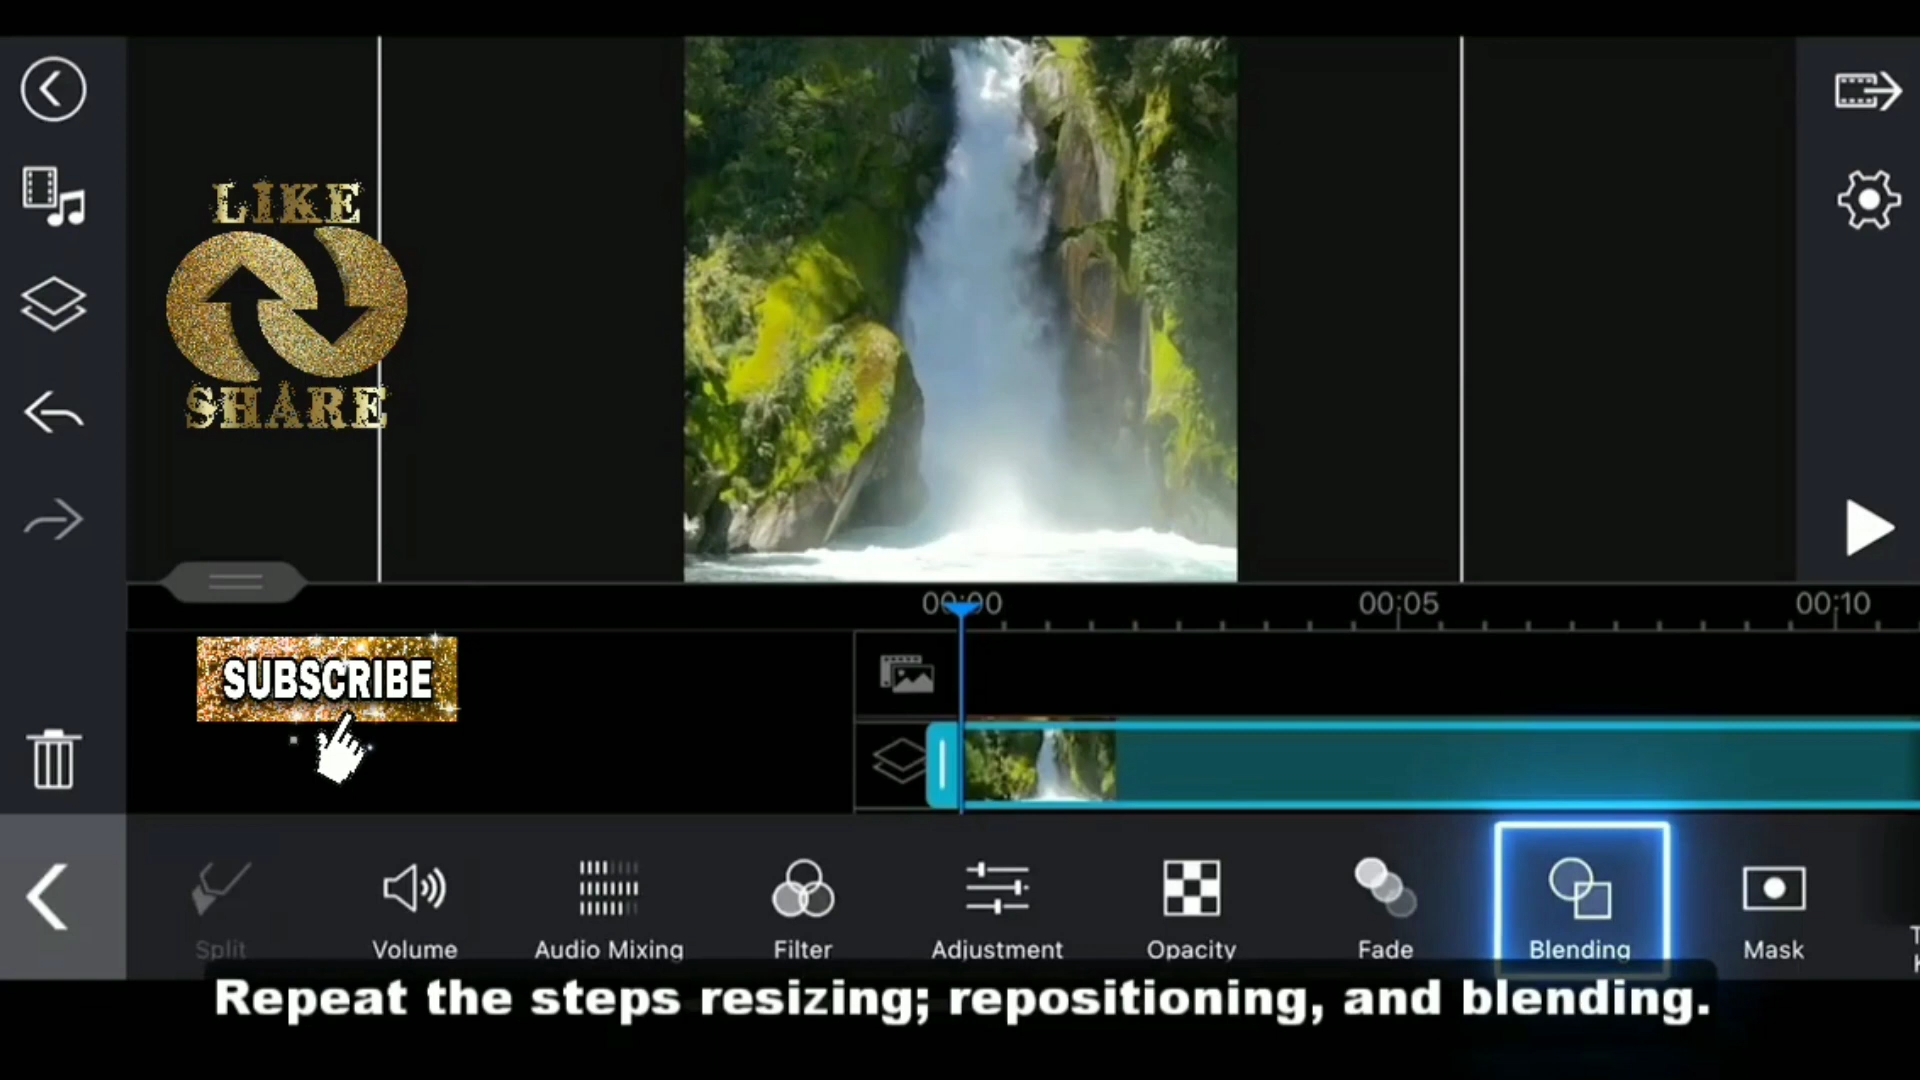 LIKE
SHARE
00:00
00:05
00:10
SUBSCRIBE
Split
Volume
Audio Mixing
Filter
Adjustment
Opacity
Fade
Blending
Mask
Repeat the steps resizing; repositioning, and blending.